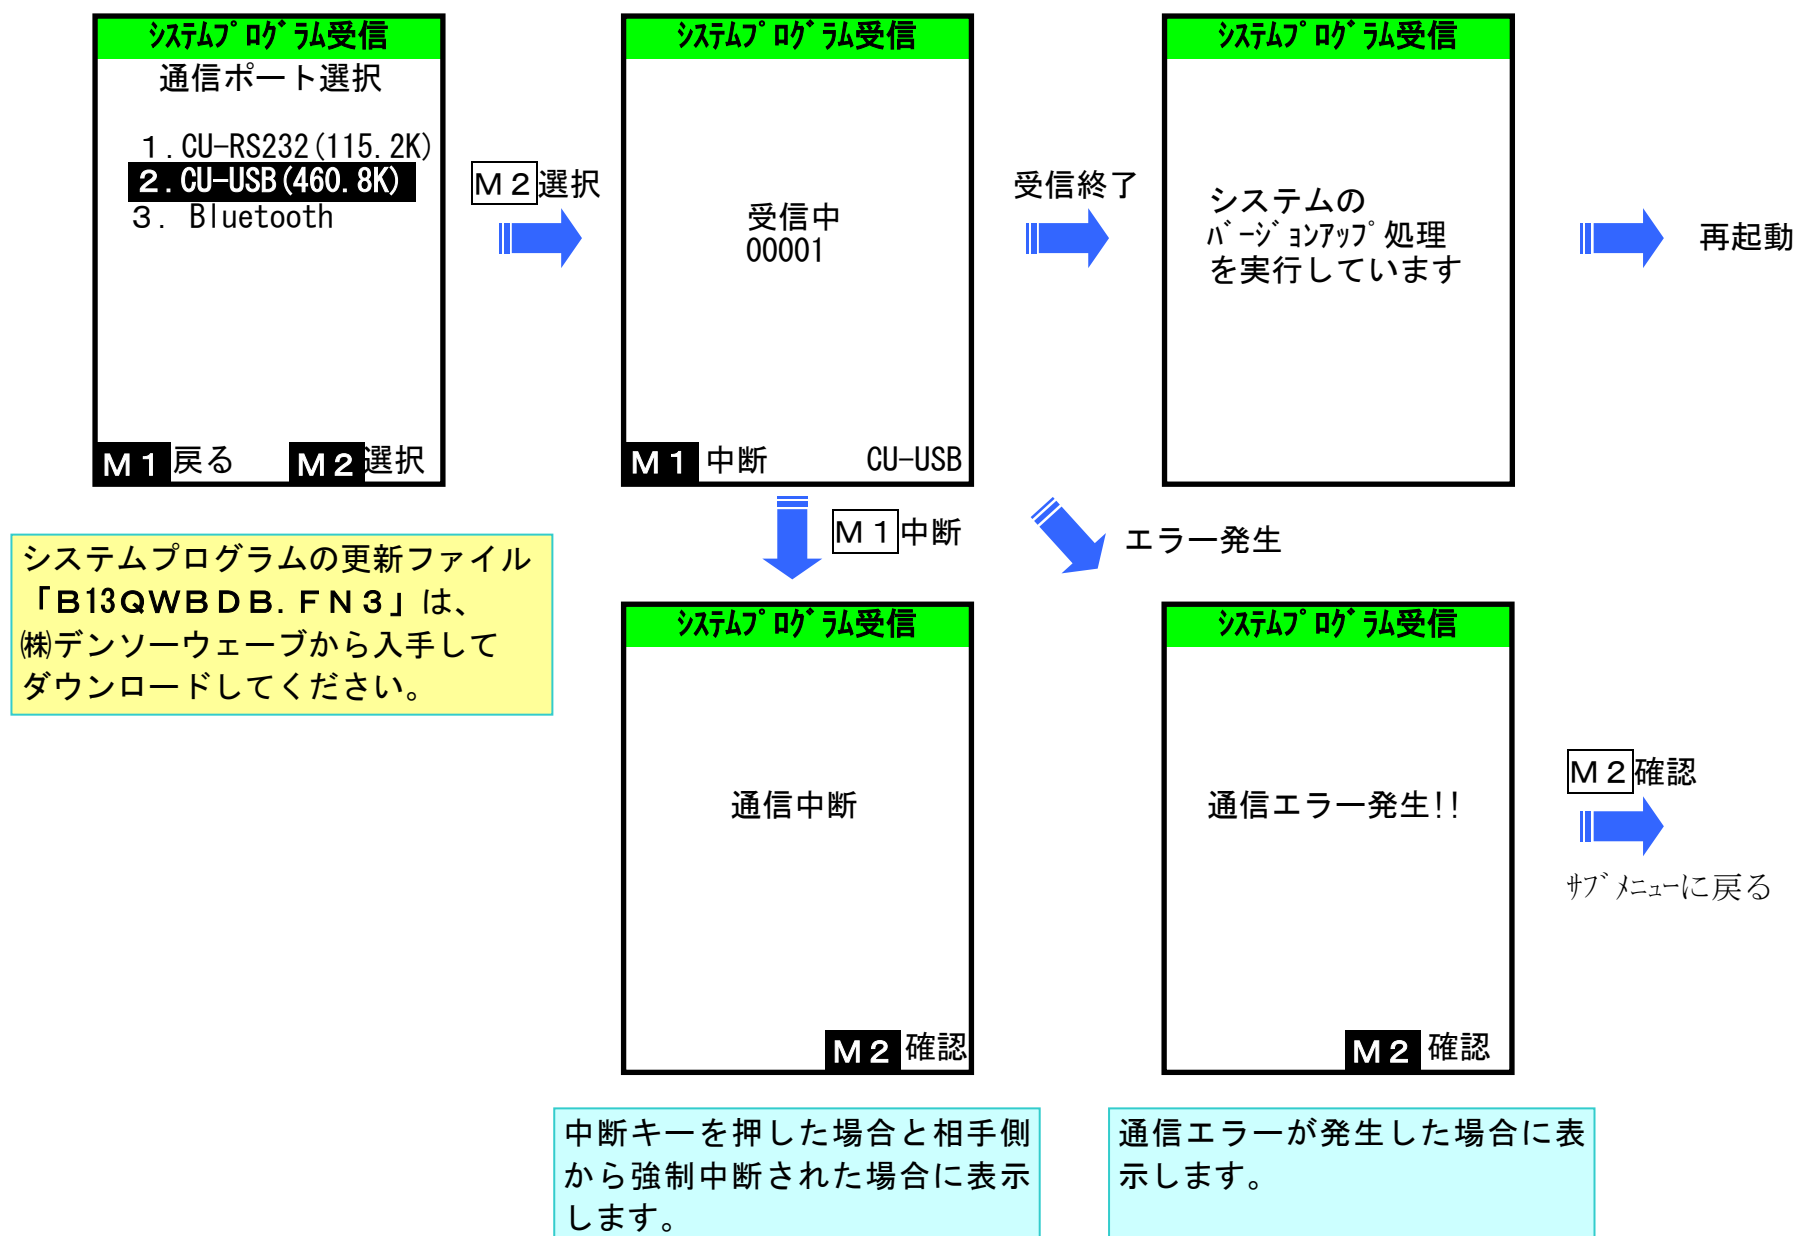 ｼｽﾃﾑﾌﾟﾛｸﾞﾗﾑ受信
通信ポート選択
１.CU-RS232(115.2K)
２.CU-USB(460.8K)
３. Bluetooth
Ｍ１戻る
Ｍ２選択
Ｍ２選択
ｼｽﾃﾑﾌﾟﾛｸﾞﾗﾑ受信
受信中
00001
Ｍ１ 中断
CU-USB
受信終了
ｼｽﾃﾑﾌﾟﾛｸﾞﾗﾑ受信
システムの
ﾊﾞｰｼﾞｮﾝｱｯﾌﾟ処理
を実行しています
再起動
システムプログラムの更新ファイル
「Ｂ13ＱＷＢＤＢ．ＦＮ３」は、
㈱デンソーウェーブから入手して
ダウンロードしてください。
Ｍ１中断
エラー発生
ｼｽﾃﾑﾌﾟﾛｸﾞﾗﾑ受信
通信中断
Ｍ２ 確認
ｼｽﾃﾑﾌﾟﾛｸﾞﾗﾑ受信
通信エラー発生!!
Ｍ２ 確認
Ｍ２確認
ｻﾌﾞﾒﾆｭｰに戻る
中断キーを押した場合と相手側
から強制中断された場合に表示
します。
通信エラーが発生した場合に表
示します。